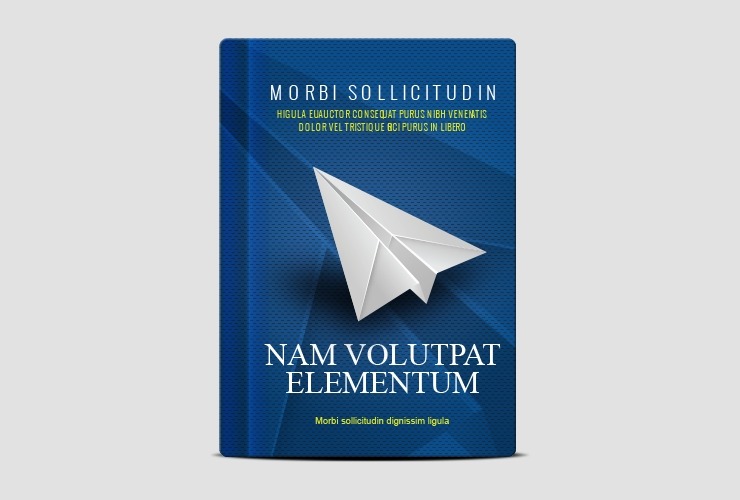 MORBI SOLLICITUDIN
HIGULA EUAUCTOR CONSEQUAT PURUS NIBH VENENATIS
DOLOR VEL TRISTIQUE ORCI PURUS IN LIBERO
NAM VOLUTPAT
ELEMENTUM
Morbi sollicitudin dignissim ligula